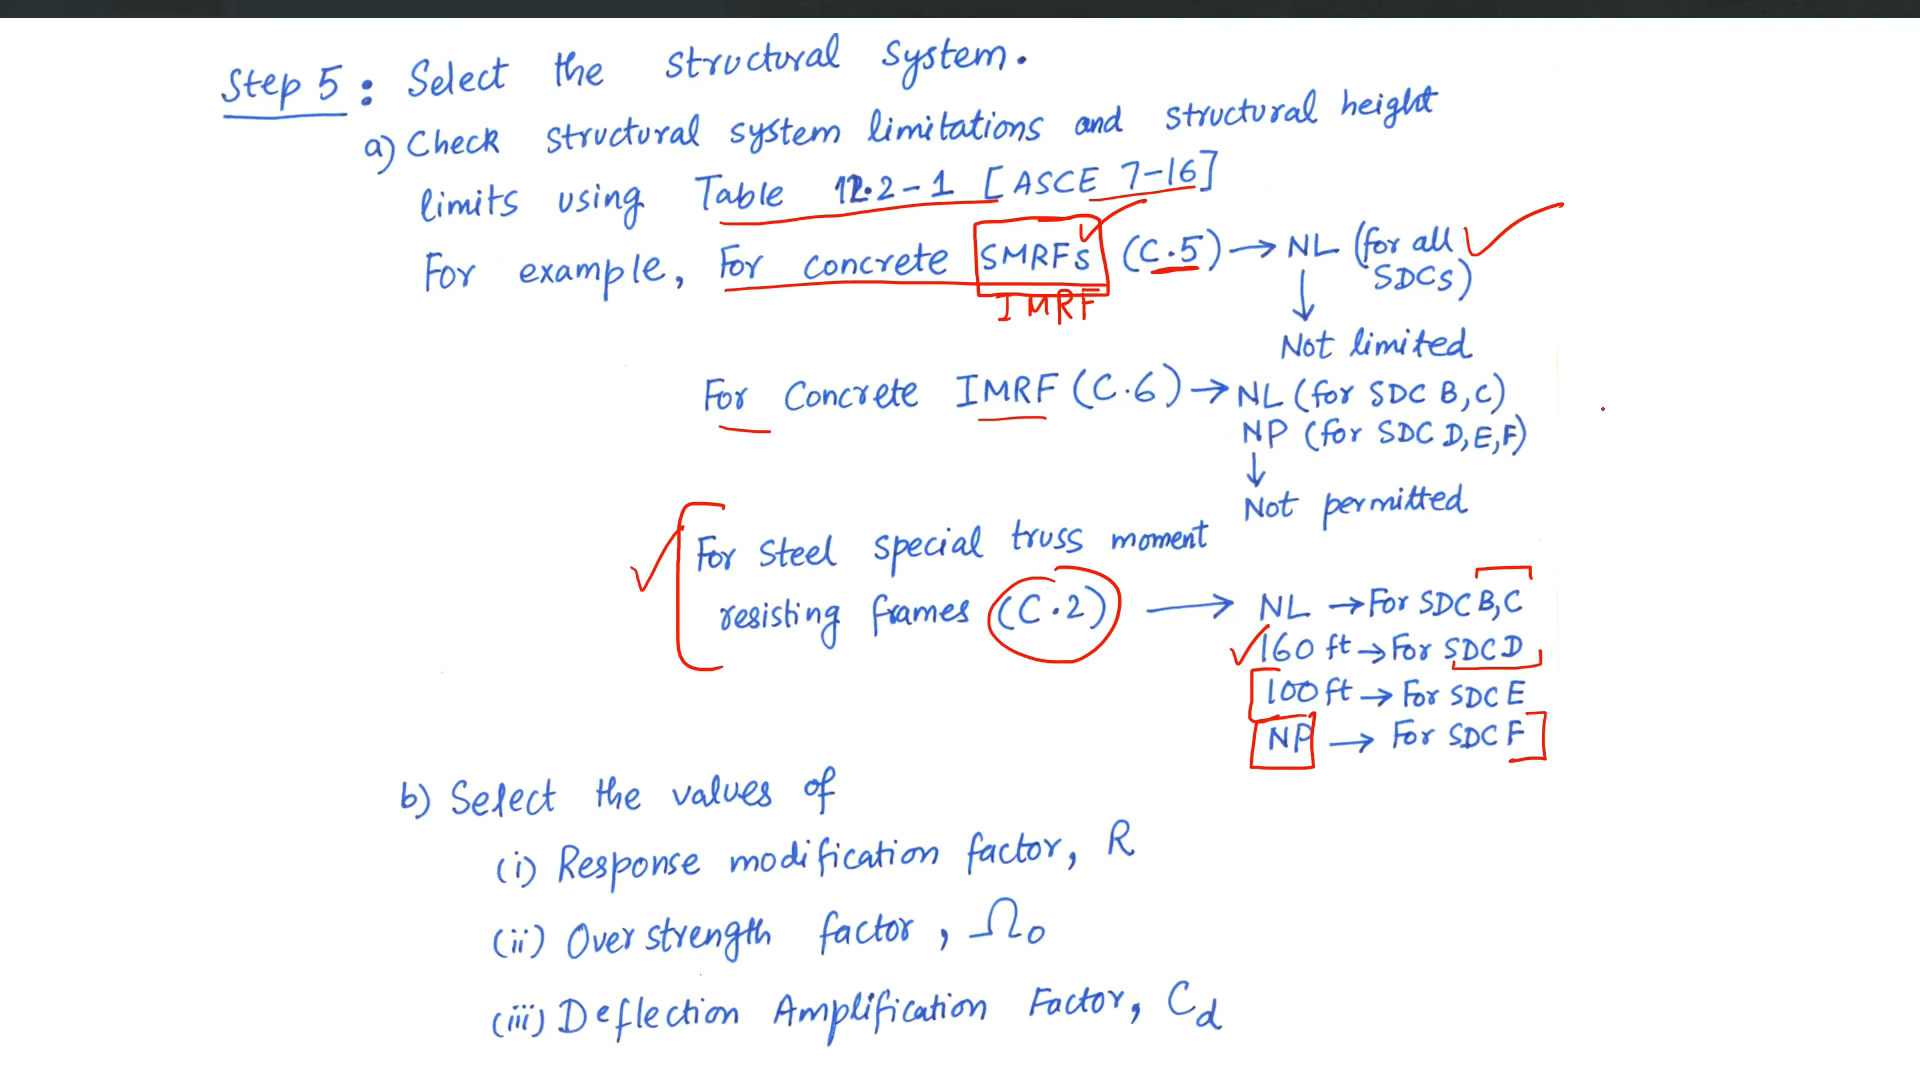 Step 5: Select the structural system.
a) Check structural system limitations and structural height
limits using Table 12.2-1 [ASCE 7-16]
For example, For concrete SMRFs (C.5) → NL (for all
SDCs)
IMRF
↓
Not limited
For Concrete IMRF (C.6) → NL (for SDC B,C)
NP (for SDC D,E,F)
↓
Not permitted
For steel special truss moment
resisting frames (C.2) → NL → For SDC B,C
160 ft → For SDC D
100 ft → For SDC E
NP → For SDC F
b) Select the values of
(i) Response modification factor, R
(ii) Over strength factor, Ω₀
(iii) Deflection Amplification Factor, Cd